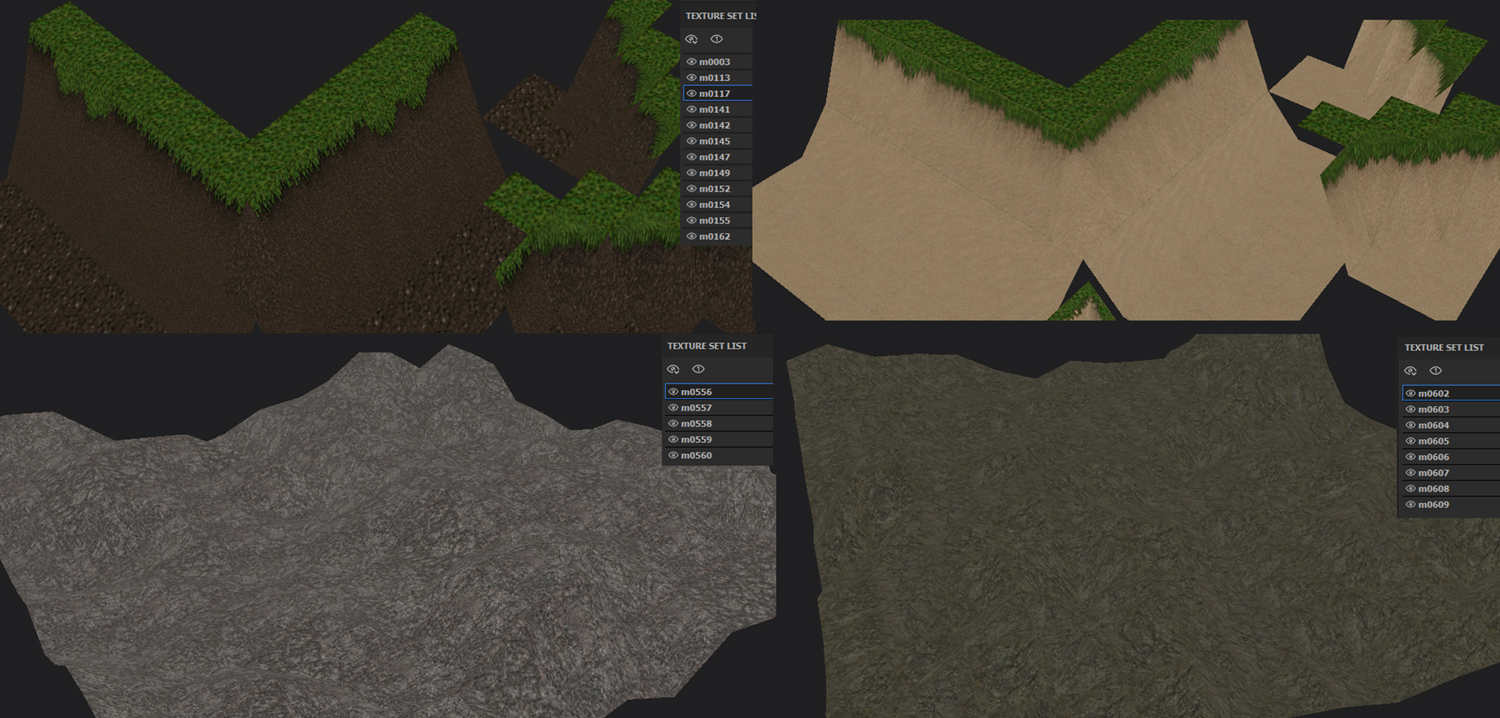 TEXTURE SET LIS
m0003
m0113
m0117
m0141
m0142
m0145
m0147
m0149
m0152
m0154
m0155
m0162
TEXTURE SET LIST
m0556
m0557
m0558
m0559
m0560
TEXTURE SET LIST
m0602
m0603
m0604
m0605
m0606
m0607
m0608
m0609